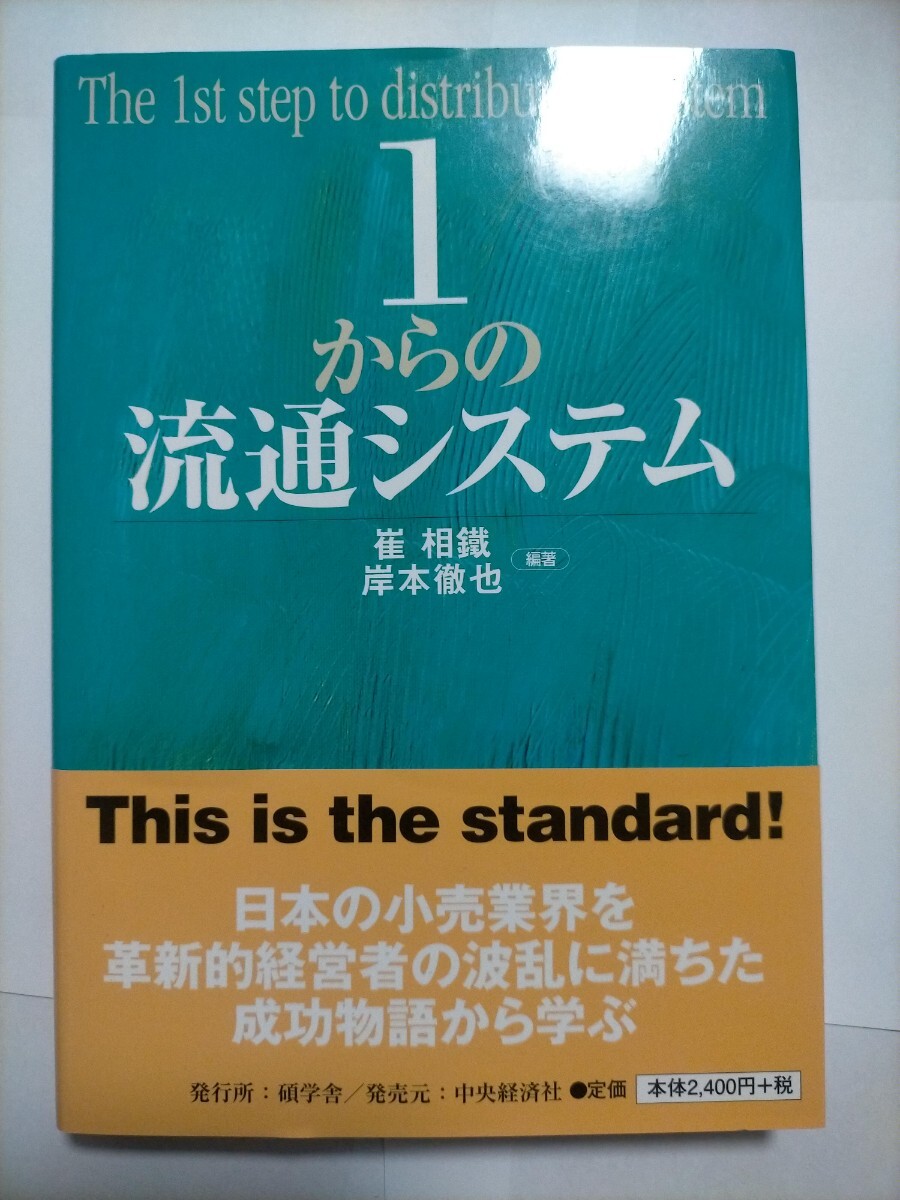 The 1st step to
1
からの
流通システム
崔 相鐵
岸本徹也
編著
This is the standard!
日本の小売業界を
革新的経営者の波乱に満ちた
成功物語から学ぶ
発行所：碩学舎／発売元：中央経済社 ●定価 本体2,400円+税